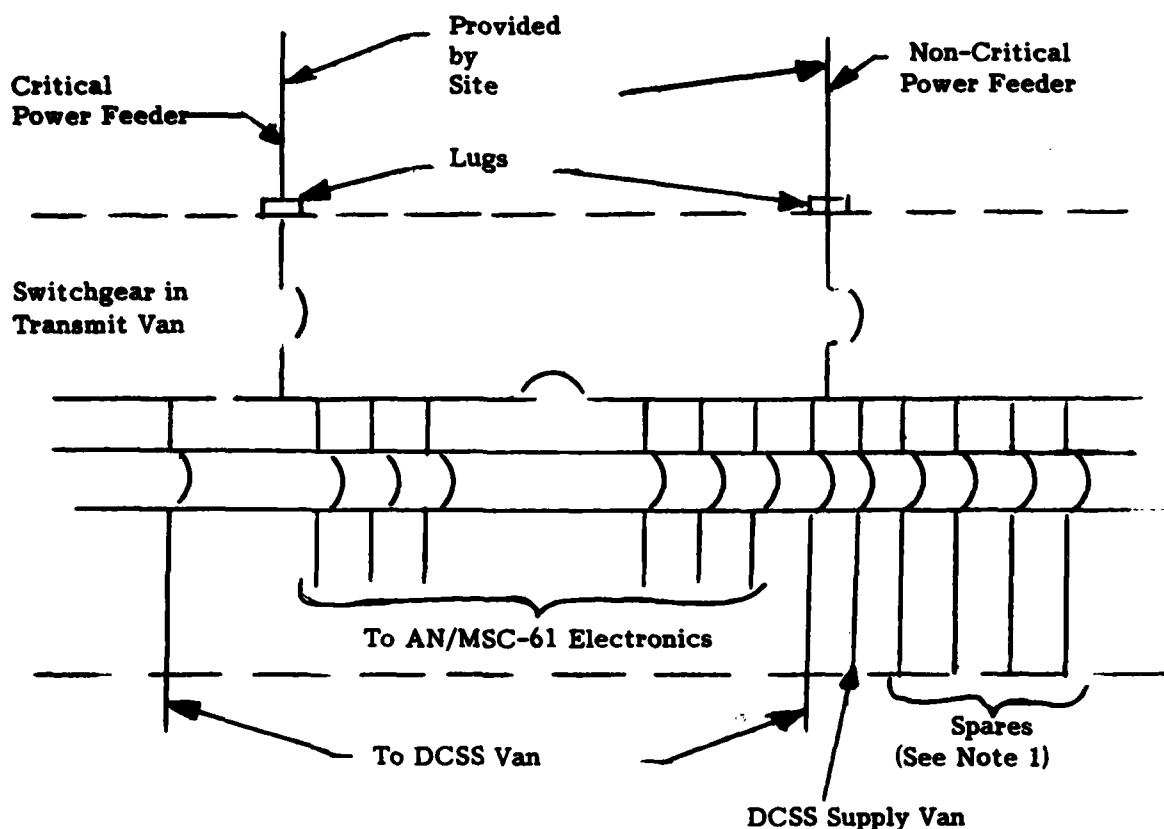 Provided
by
Site
Non-Critical
Power Feeder
Critical
Power Feeder
Lugs
Switchgear in
Transmit Van
To AN/MSC-61 Electronics
To DCSS Van
Spares
(See Note 1)
DCSS Supply Van